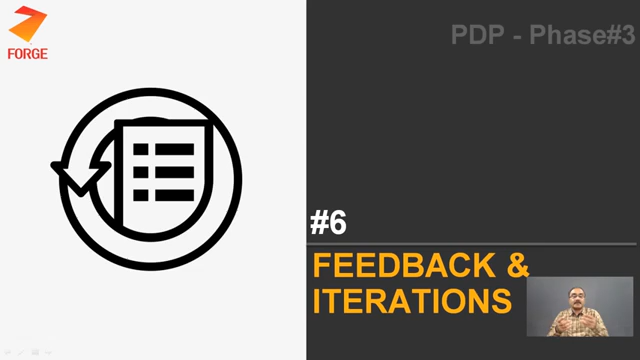 FORGE
PDP - Phase#3
#6
FEEDBACK &
ITERATIONS